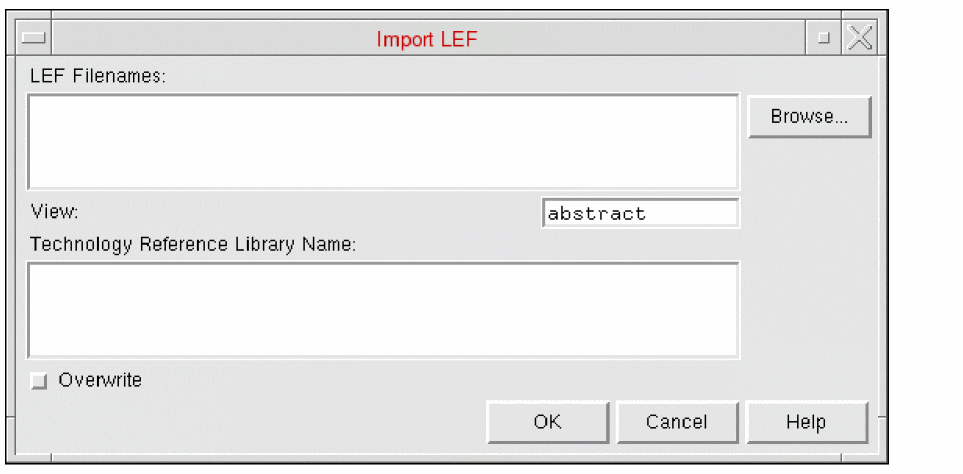 Import LEF
LEF Filenames:
Browse...
View:
abstract
Technology Reference Library Name:
Overwrite
OK
Cancel
Help